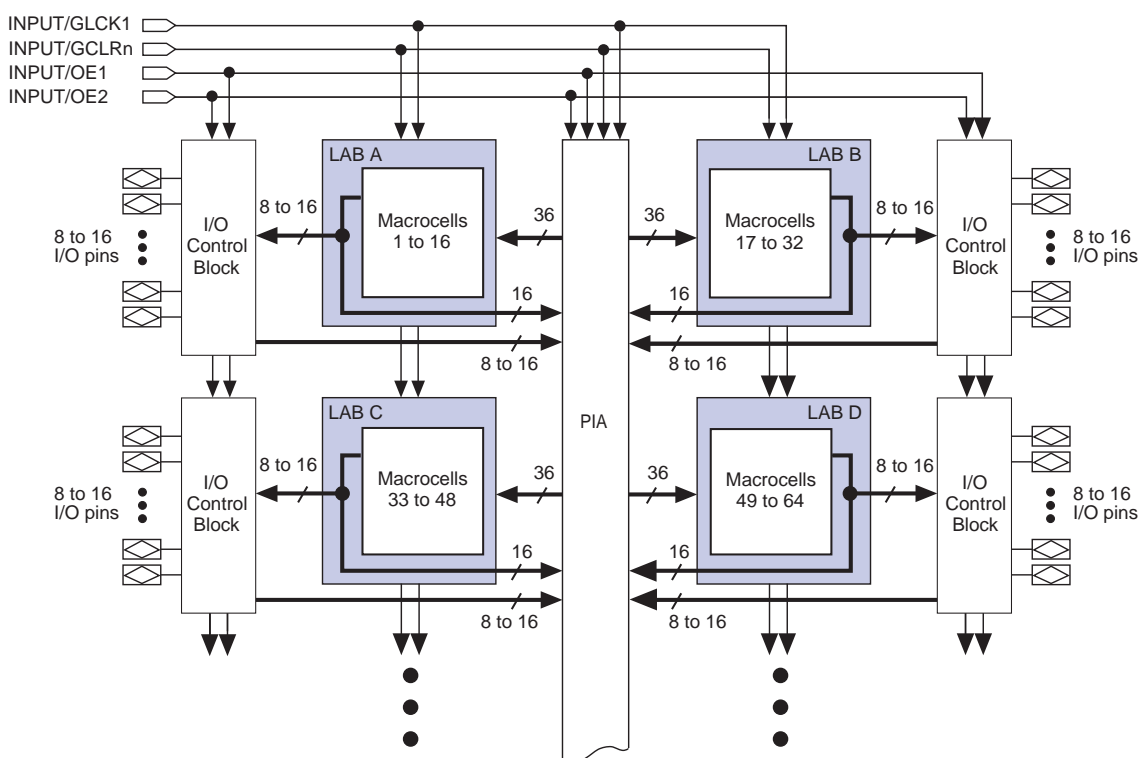 INPUT/GLCK1
INPUT/GCLRn
INPUT/OE1
INPUT/OE2
LAB A
LAB B
8 to 16
I/O pins
I/O
Control
Block
8 to 16
Macrocells
1 to 16
36
36
Macrocells
17 to 32
8 to 16
I/O
Control
Block
8 to 16
I/O pins
16
16
8 to 16
8 to 16
LAB C
PIA
LAB D
8 to 16
I/O pins
I/O
Control
Block
8 to 16
Macrocells
33 to 48
36
36
Macrocells
49 to 64
8 to 16
I/O
Control
Block
8 to 16
I/O pins
16
16
8 to 16
8 to 16